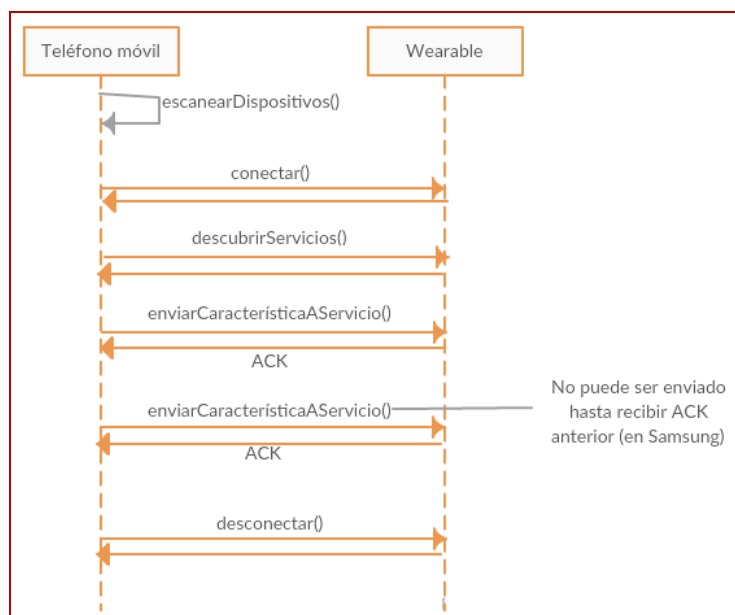 Teléfono móvil
Wearable
escanearDispositivos()
conectar()
descubrirServicios()
enviarCaracterísticaAServicio()
ACK
enviarCaracterísticaAServicio()
No puede ser enviado
hasta recibir ACK
anterior (en Samsung)
ACK
desconectar()